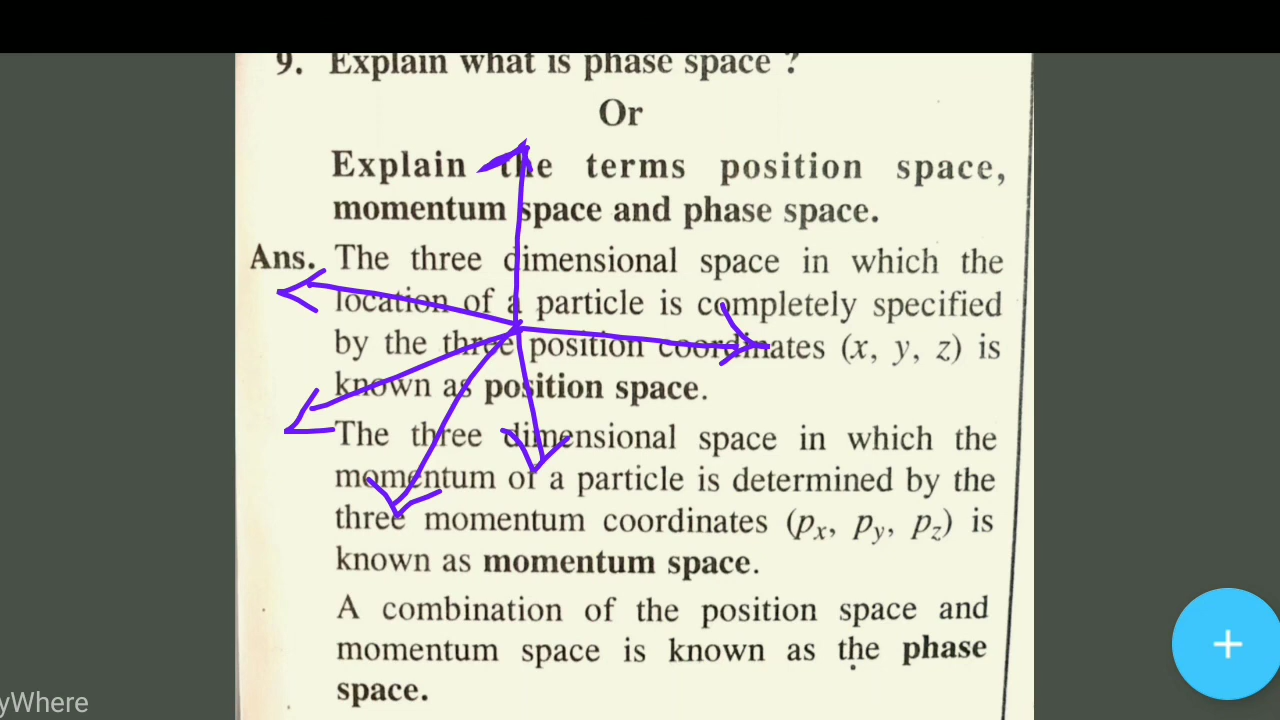 9. Explain what is phase space ?
Or
Explain the terms position space,
momentum space and phase space.
Ans. The three dimensional space in which the
location of a particle is completely specified
by the three position coordinates (x, y, z) is
known as position space.
The three dimensional space in which the
momentum of a particle is determined by the
three momentum coordinates (pₓ, p_y, p_z) is
known as momentum space.
A combination of the position space and
momentum space is known as the phase
space.
yWhere